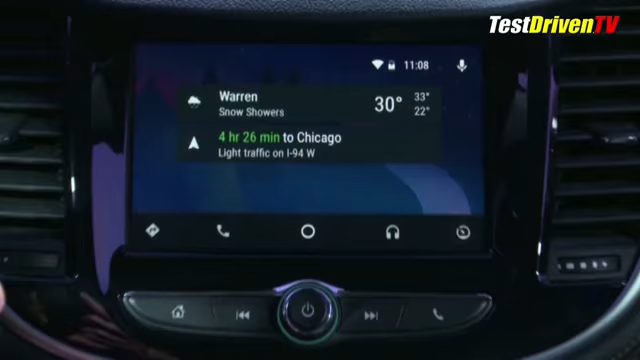 TestDrivenTV
11:08
Warren
Snow Showers
30°
33°
22°
4 hr 26 min to Chicago
Light traffic on I-94 W